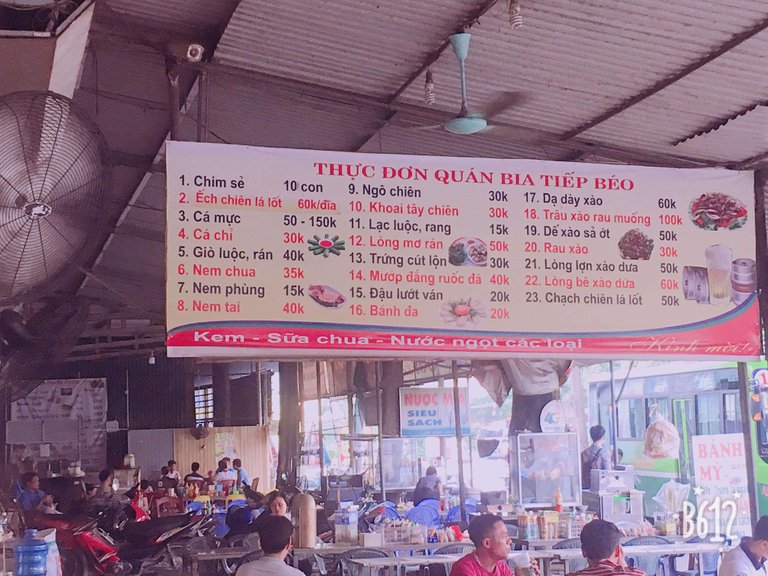 THỰC ĐƠN QUÁN BIA TIẾP BÉO
1. Chim sẻ 10 con
2. Ếch chiên lá lốt 60k/đĩa
3. Cá mực 50 - 150k
4. Cá chỉ 30k
5. Giò luộc, rán 40k
6. Nem chua 35k
7. Nem phùng 15k
8. Nem tai 40k
9. Ngô chiên 30k
10. Khoai tây chiên 30k
11. Lạc luộc, rang 15k
12. Lòng mơ rán 50k
13. Trứng cút lộn 30k
14. Mướp đắng ruốc đá 40k
15. Đậu lướt ván 20k
16. Bánh đa 20k
17. Dạ dày xào 60k
18. Trâu xào rau muống 100k
19. Dế xào sả ớt 50k
20. Rau xào 30k
21. Lòng lợn xào dưa 50k
22. Lòng bê xào dưa 60k
23. Chạch chiên lá lốt 50k
Kem - Sữa chua - Nước ngọt các loại
Kính mời!
NƯỚC MÍA
SIÊU
SẠCH
BÁNH
MỲ
B612